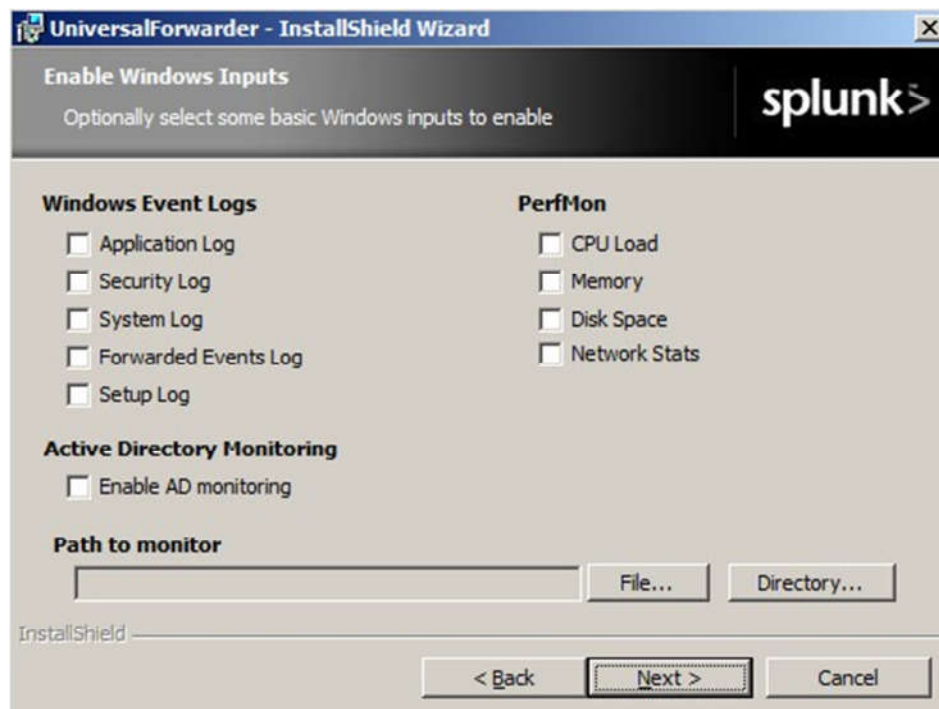 UniversalForwarder - InstallShield Wizard
Enable Windows Inputs
Optionally select some basic Windows inputs to enable
splunk>
Windows Event Logs
Application Log
Security Log
System Log
Forwarded Events Log
Setup Log
PerfMon
CPU Load
Memory
Disk Space
Network Stats
Active Directory Monitoring
Enable AD monitoring
Path to monitor
File...
Directory...
InstallShield
< Back
Next >
Cancel